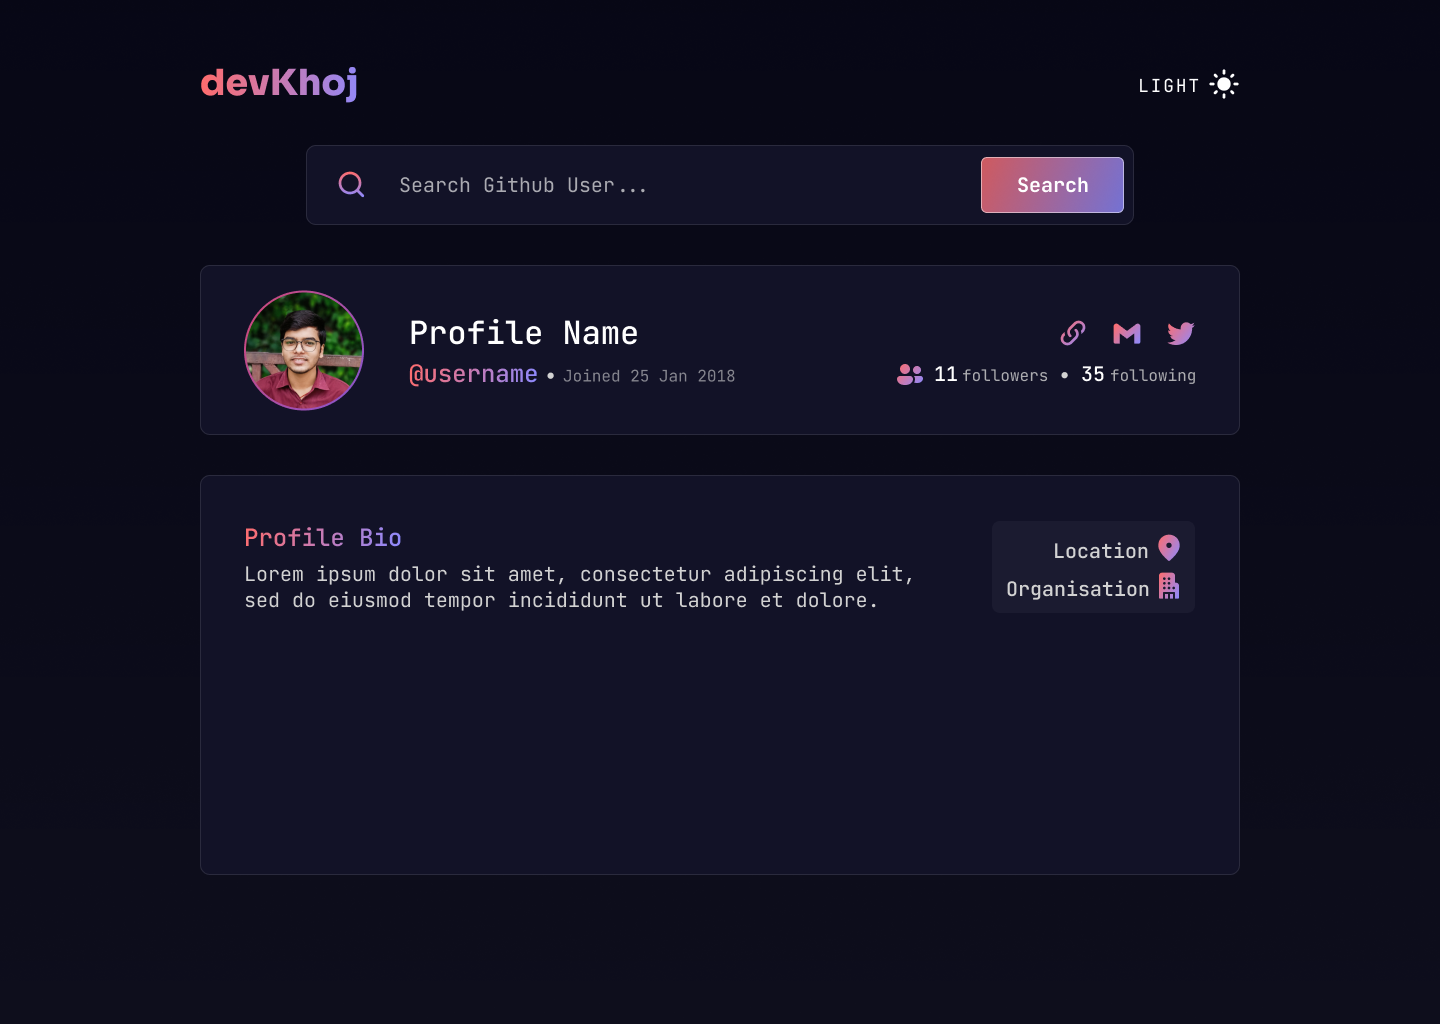 devKhoj
LIGHT
Search Github User...
Search
Profile Name
@username • Joined 25 Jan 2018
11 followers • 35 following
Profile Bio
Lorem ipsum dolor sit amet, consectetur adipiscing elit,
sed do eiusmod tempor incididunt ut labore et dolore.
Location
Organisation